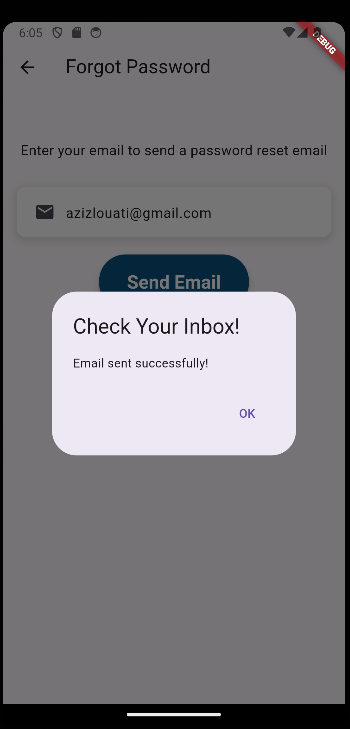 6:05
DEBUG
Forgot Password
Enter your email to send a password reset email
azizlouati@gmail.com
Send Email
Check Your Inbox!
Email sent successfully!
OK